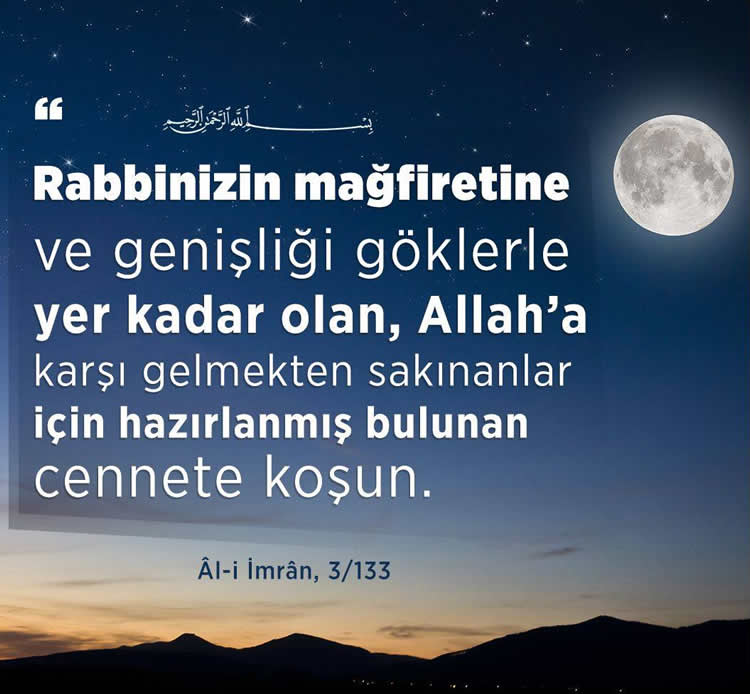 “
بِسْمِ اللَّهِ الرَّحْمَٰنِ الرَّحِيمِ
Rabbinizin mağfiretine
ve genişliği göklerle
yer kadar olan, Allah’a
karşı gelmekten sakınanlar
için hazırlanmış bulunan
cennete koşun.
Âl-i İmrân, 3/133